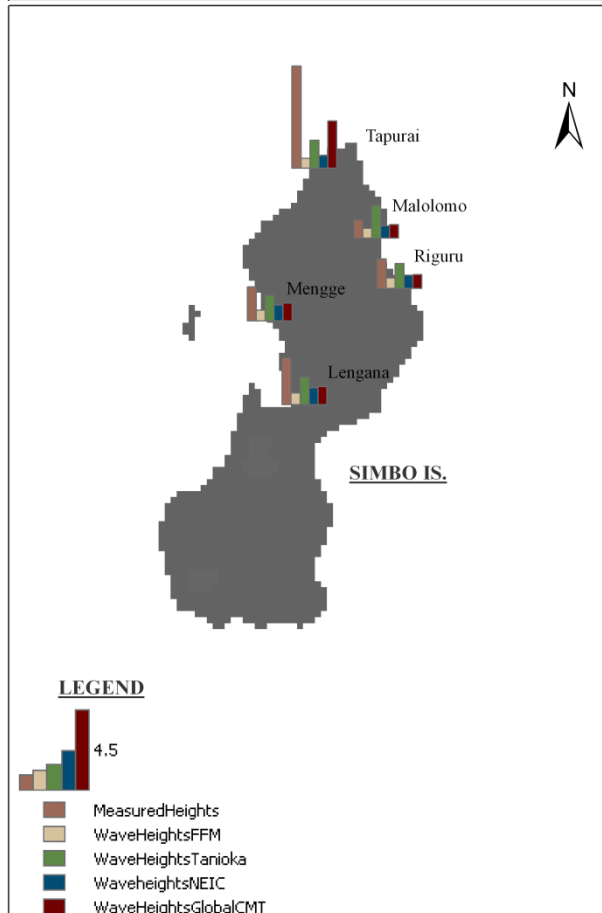 N
Tapurai
Malolomo
Riguru
Mengge
Lengana
SIMBO IS.
LEGEND
4.5
MeasuredHeights
WaveHeightsFFM
WaveHeightsTanioka
WaveheightsNEIC
WaveHeightsGlobalCMT